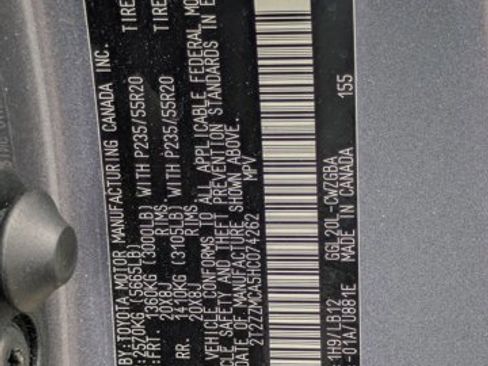 BY:TOYOTA MOTOR MANUFACTURING CANADA INC.
:2570KG (5665LB)
:FRT. 1360KG (3000LB) WITH P235/55R20 TIRE
20X8J RIMS,
RR. 1410KG (3105LB) WITH P235/55R20 TIRE
20X8J RIMS,
VEHICLE CONFORMS TO ALL APPLICABLE FEDERAL MO
VEHICLE SAFETY AND THEFT PREVENTION STANDARDS IN E
DATE OF MANUFACTURE SHOWN ABOVE.
2T2ZZMCA5HC074262 MPV
1H9/LB12 GGL20L-CWZGBA
-01A/U881E MADE IN CANADA 155